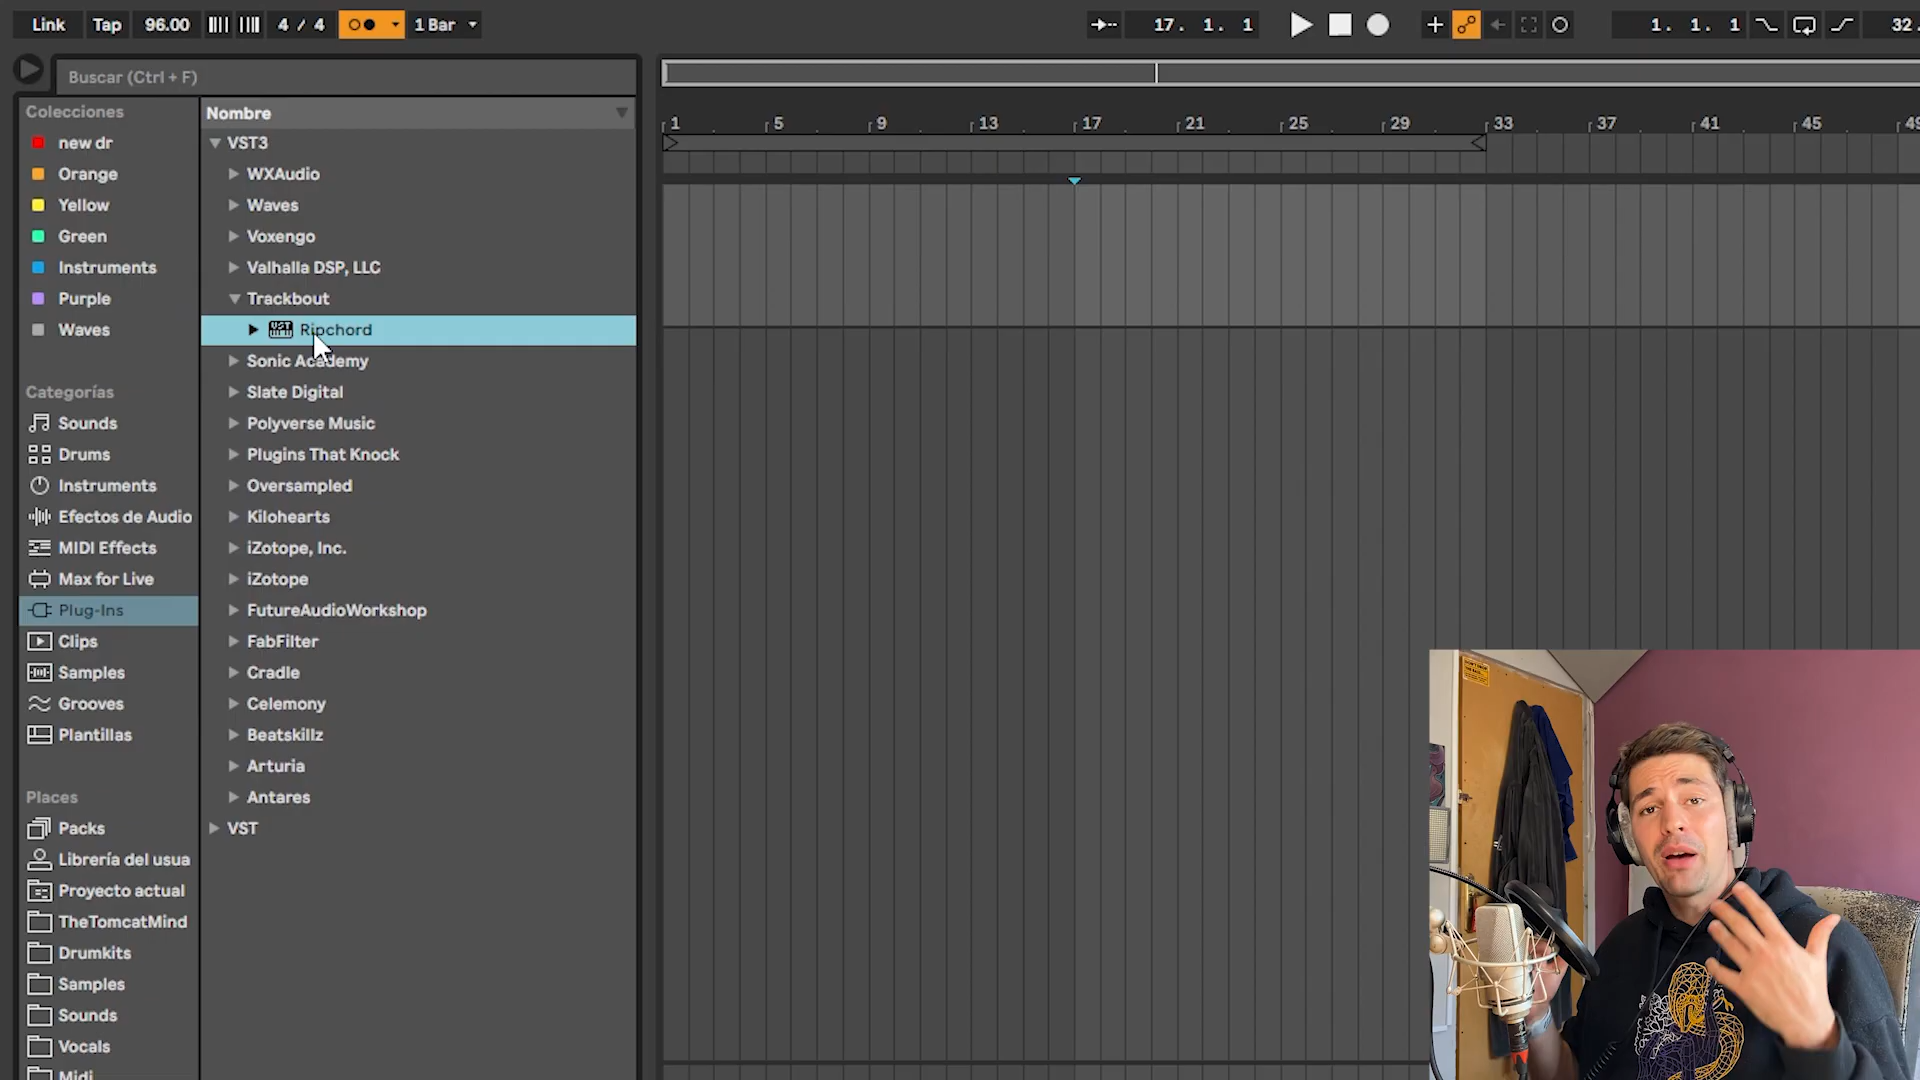 Link Tap 96.00 4 / 4 1 Bar 17. 1. 1 1. 1. 1 32.
Buscar (Ctrl + F)
Colecciones
new dr
Orange
Yellow
Green
Instruments
Purple
Waves
Categorías
Sounds
Drums
Instruments
Efectos de Audio
MIDI Effects
Max for Live
Plug-Ins
Clips
Samples
Grooves
Plantillas
Places
Packs
Librería del usua
Proyecto actual
TheTomcatMind
Drumkits
Samples
Sounds
Vocals
Midi
Nombre
VST3
WXAudio
Waves
Voxengo
Valhalla DSP, LLC
Trackbout
Ripchord
Sonic Academy
Slate Digital
Polyverse Music
Plugins That Knock
Oversampled
Kilohearts
iZotope, Inc.
iZotope
FutureAudioWorkshop
FabFilter
Cradle
Celemony
Beatskillz
Arturia
Antares
VST
1 5 9 13 17 21 25 29 33 37 41 45 49